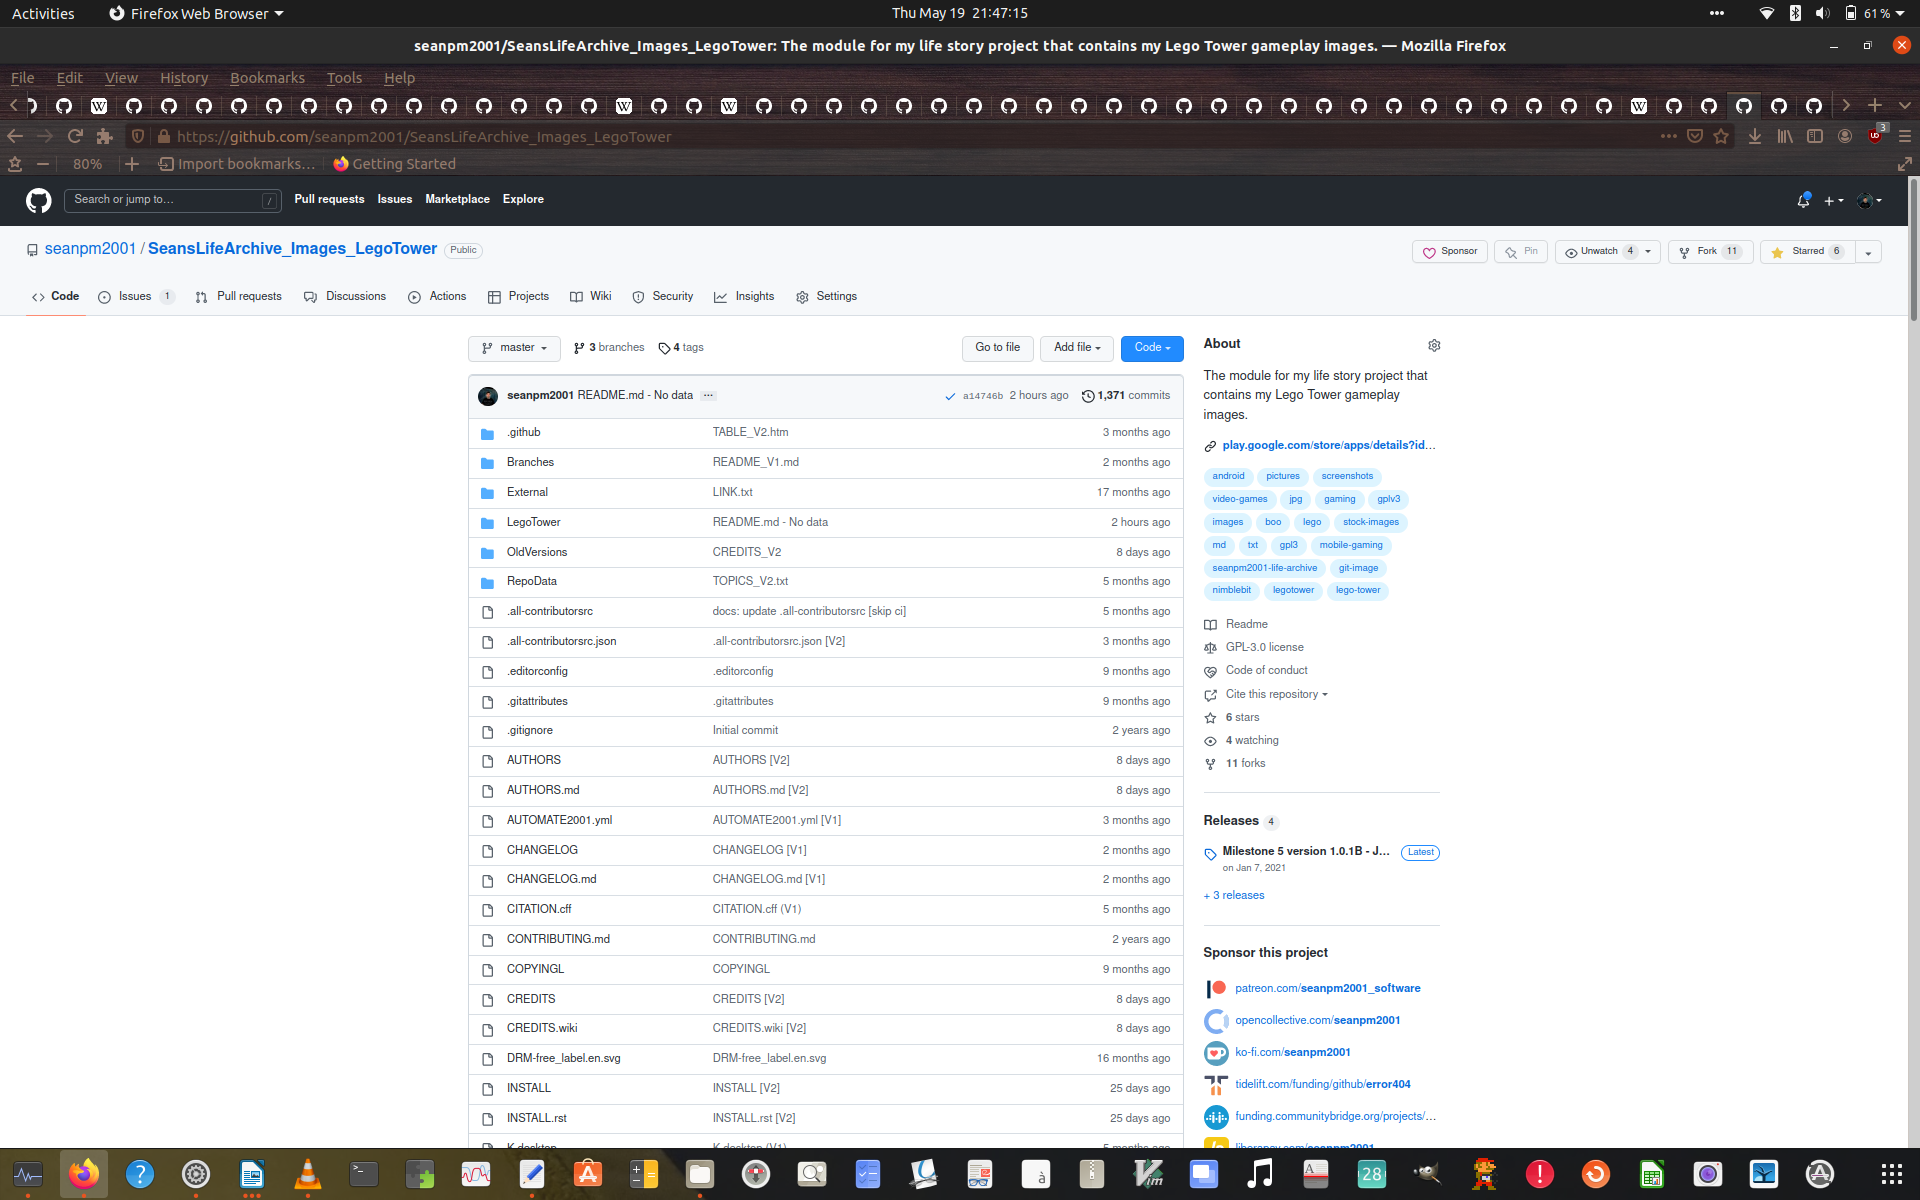 Activities
Firefox Web Browser
Thu May 19 21:47:15
61 %
seanpm2001/SeansLifeArchive_Images_LegoTower: The module for my life story project that contains my Lego Tower gameplay images. — Mozilla Firefox
File Edit View History Bookmarks Tools Help
https://github.com/seanpm2001/SeansLifeArchive_Images_LegoTower
3
80%
Import bookmarks...
Getting Started
Search or jump to... /
Pull requests Issues Marketplace Explore
seanpm2001 / SeansLifeArchive_Images_LegoTower Public
Sponsor Pin Unwatch 4 Fork 11 Starred 6
Code Issues 1 Pull requests Discussions Actions Projects Wiki Security Insights Settings
master 3 branches 4 tags
Go to file Add file Code
seanpm2001 README.md - No data ... a14746b 2 hours ago 1,371 commits
.github TABLE_V2.htm 3 months ago
Branches README_V1.md 2 months ago
External LINK.txt 17 months ago
LegoTower README.md - No data 2 hours ago
OldVersions CREDITS_V2 8 days ago
RepoData TOPICS_V2.txt 5 months ago
.all-contributorsrc docs: update .all-contributorsrc [skip ci] 5 months ago
.all-contributorsrc.json .all-contributorsrc.json [V2] 3 months ago
.editorconfig .editorconfig 9 months ago
.gitattributes .gitattributes 9 months ago
.gitignore Initial commit 2 years ago
AUTHORS AUTHORS [V2] 8 days ago
AUTHORS.md AUTHORS.md [V2] 8 days ago
AUTOMATE2001.yml AUTOMATE2001.yml [V1] 3 months ago
CHANGELOG CHANGELOG [V1] 2 months ago
CHANGELOG.md CHANGELOG.md [V1] 2 months ago
CITATION.cff CITATION.cff (V1) 5 months ago
CONTRIBUTING.md CONTRIBUTING.md 2 years ago
COPYINGL COPYINGL 9 months ago
CREDITS CREDITS [V2] 8 days ago
CREDITS.wiki CREDITS.wiki [V2] 8 days ago
DRM-free_label.en.svg DRM-free_label.en.svg 16 months ago
INSTALL INSTALL [V2] 25 days ago
INSTALL.rst INSTALL.rst [V2] 25 days ago
About
The module for my life story project that
contains my Lego Tower gameplay
images.
play.google.com/store/apps/details?id...
android pictures screenshots
video-games jpg gaming gplv3
images boo lego stock-images
md txt gpl3 mobile-gaming
seanpm2001-life-archive git-image
nimblebit legotower lego-tower
Readme
GPL-3.0 license
Code of conduct
Cite this repository
6 stars
4 watching
11 forks
Releases 4
Milestone 5 version 1.0.1B - J... Latest
on Jan 7, 2021
+ 3 releases
Sponsor this project
patreon.com/seanpm2001_software
opencollective.com/seanpm2001
ko-fi.com/seanpm2001
tidelift.com/funding/github/error404
funding.communitybridge.org/projects/...
28